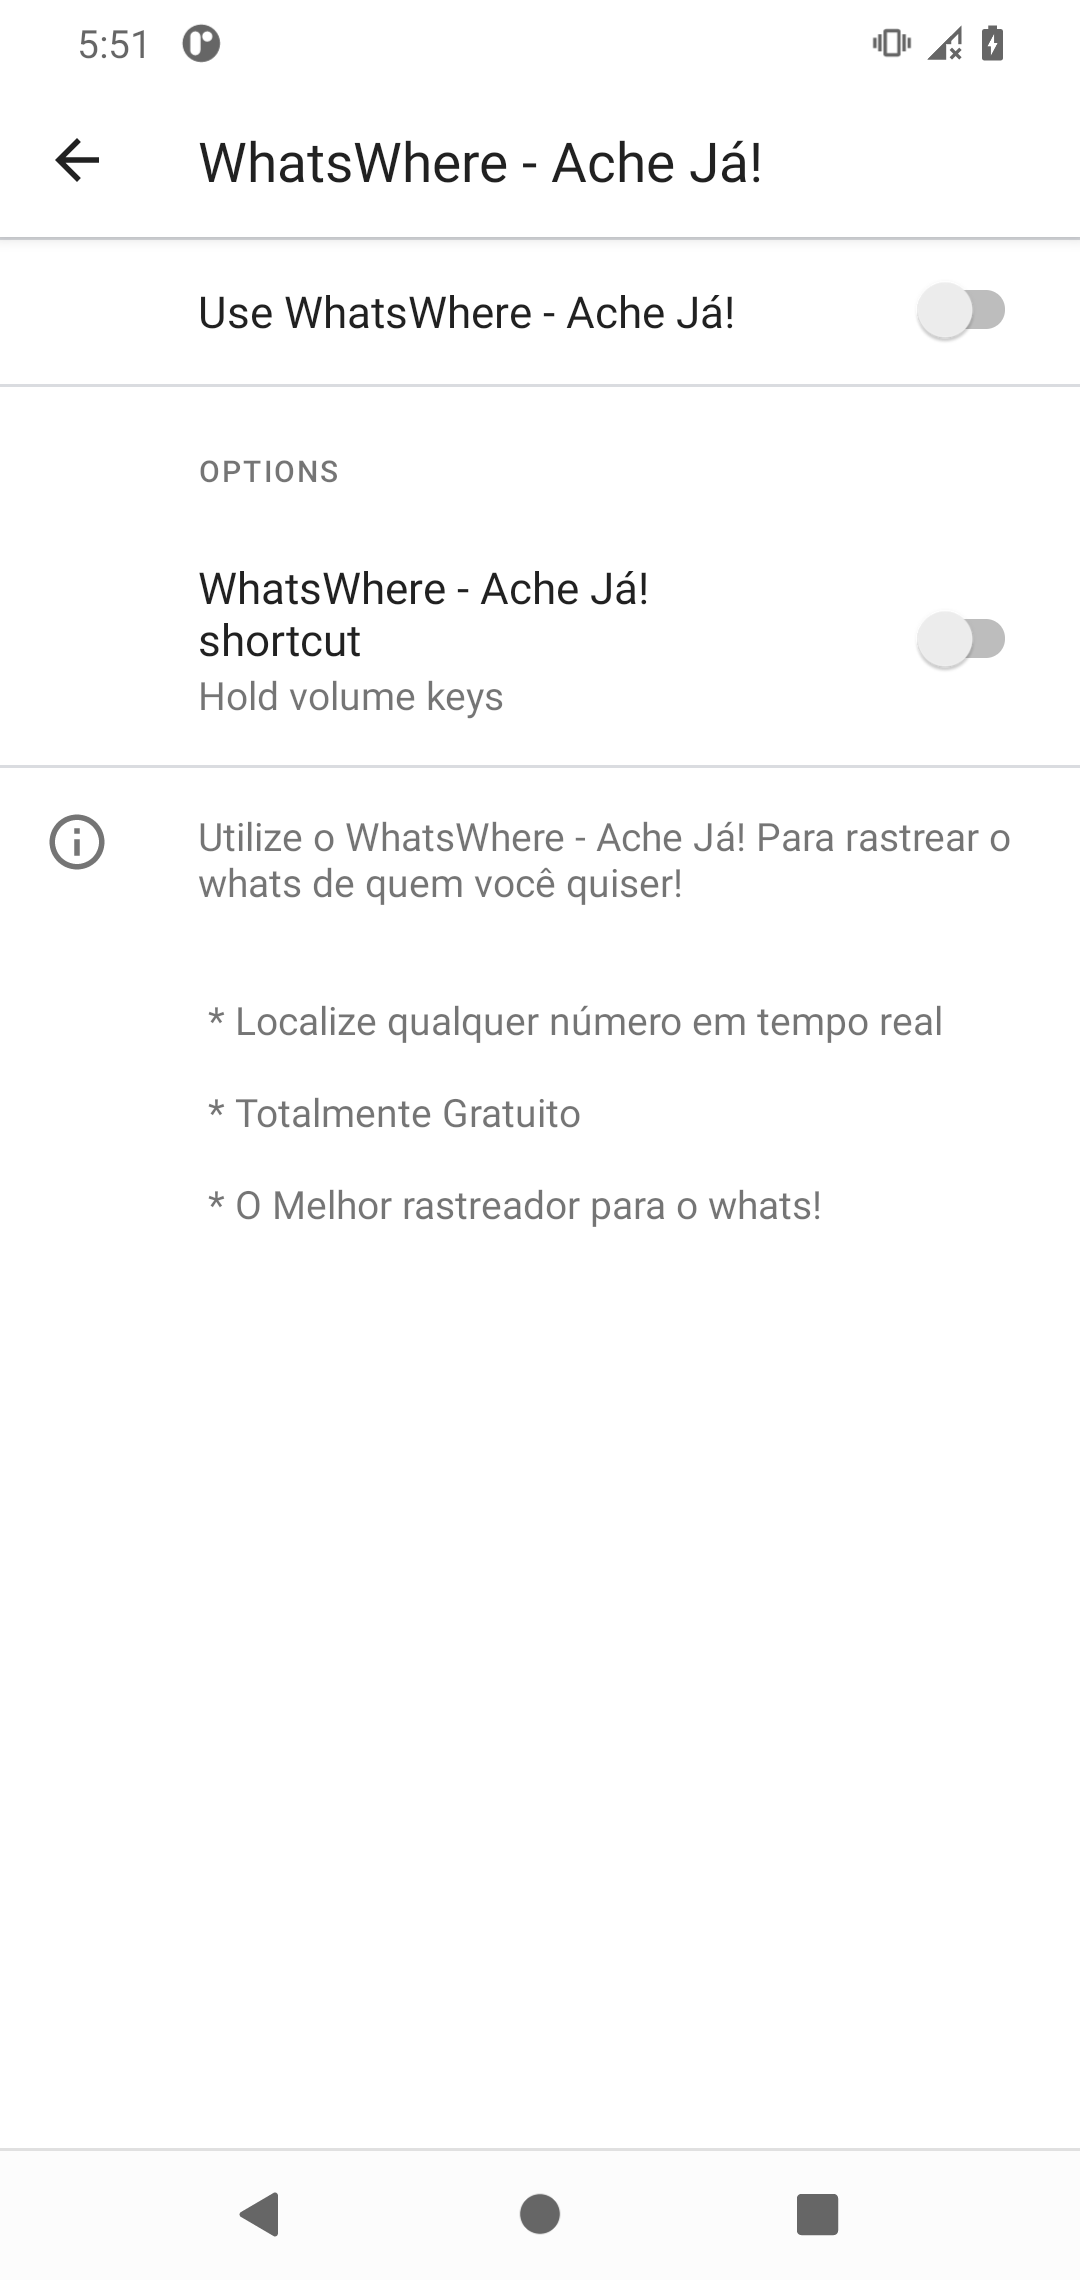 5:51
WhatsWhere - Ache Já!
Use WhatsWhere - Ache Já!
OPTIONS
WhatsWhere - Ache Já!
shortcut
Hold volume keys
Utilize o WhatsWhere - Ache Já! Para rastrear o
whats de quem você quiser!
* Localize qualquer número em tempo real
* Totalmente Gratuito
* O Melhor rastreador para o whats!